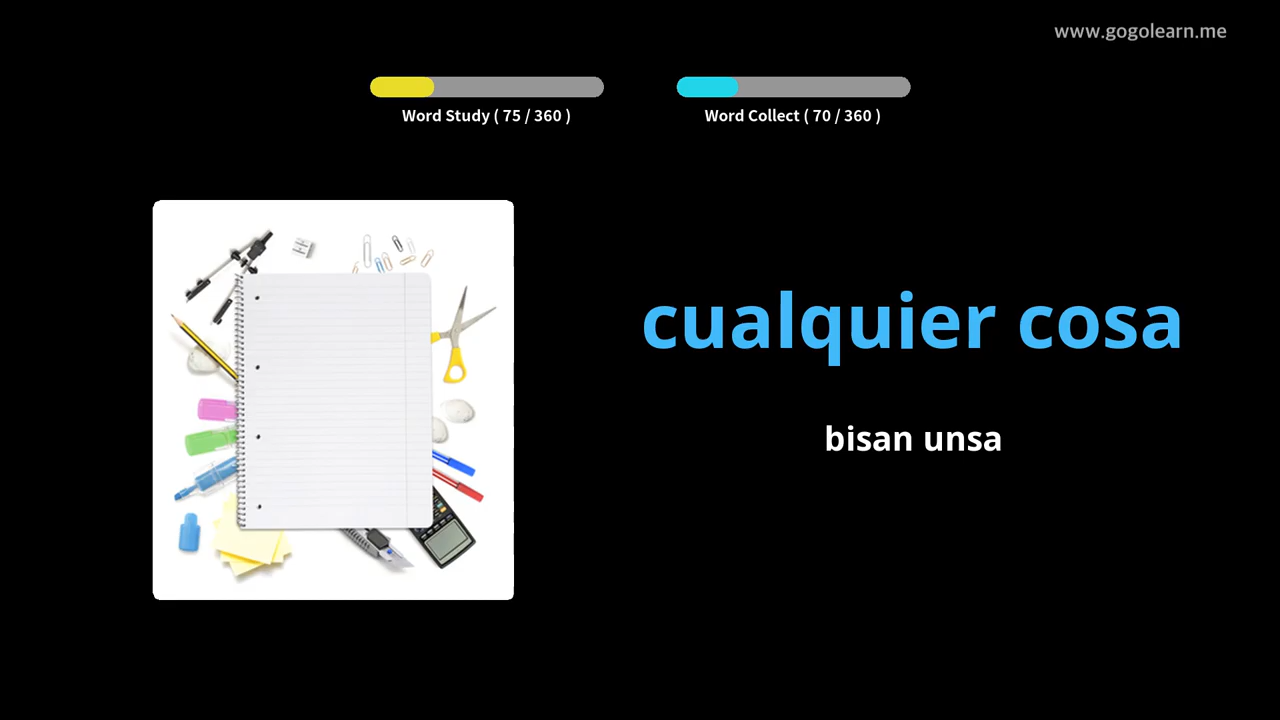 www.gogolearn.me
Word Study ( 75 / 360 )
Word Collect ( 70 / 360 )
cualquier cosa
bisan unsa